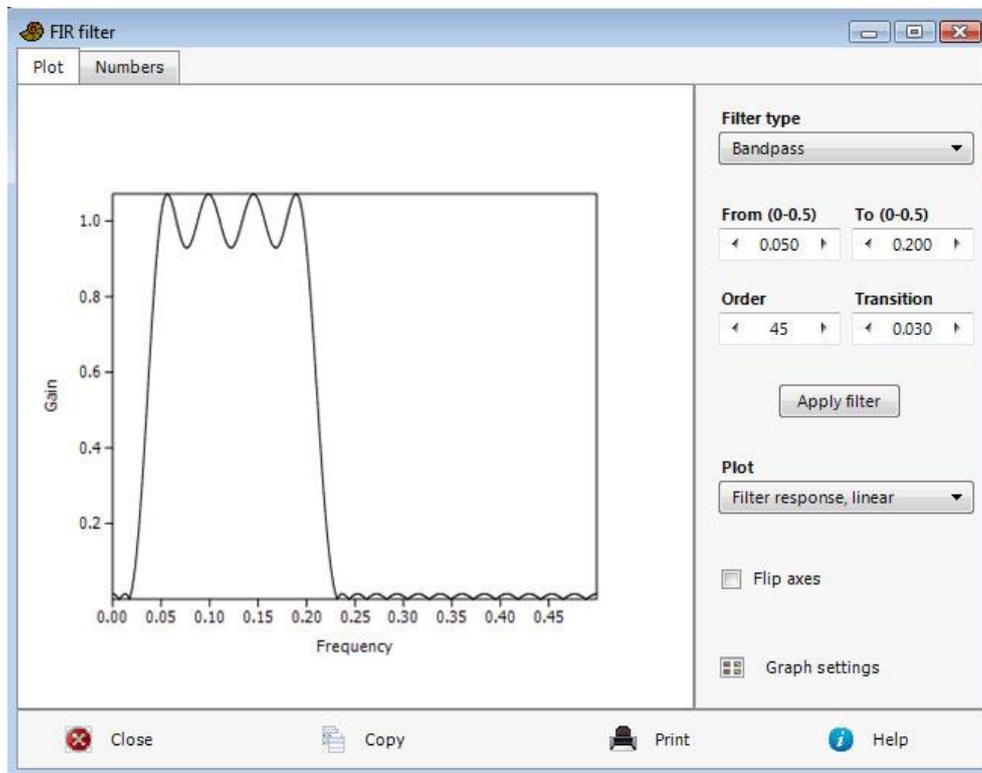 FIR filter
Plot Numbers
Filter type
Bandpass
From (0-0.5) To (0-0.5)
0.050 0.200
Order Transition
45 0.030
Apply filter
Plot
Filter response, linear
Flip axes
Graph settings
1.0
0.8
0.6
0.4
0.2
Gain
0.00 0.05 0.10 0.15 0.20 0.25 0.30 0.35 0.40 0.45
Frequency
Close Copy Print Help